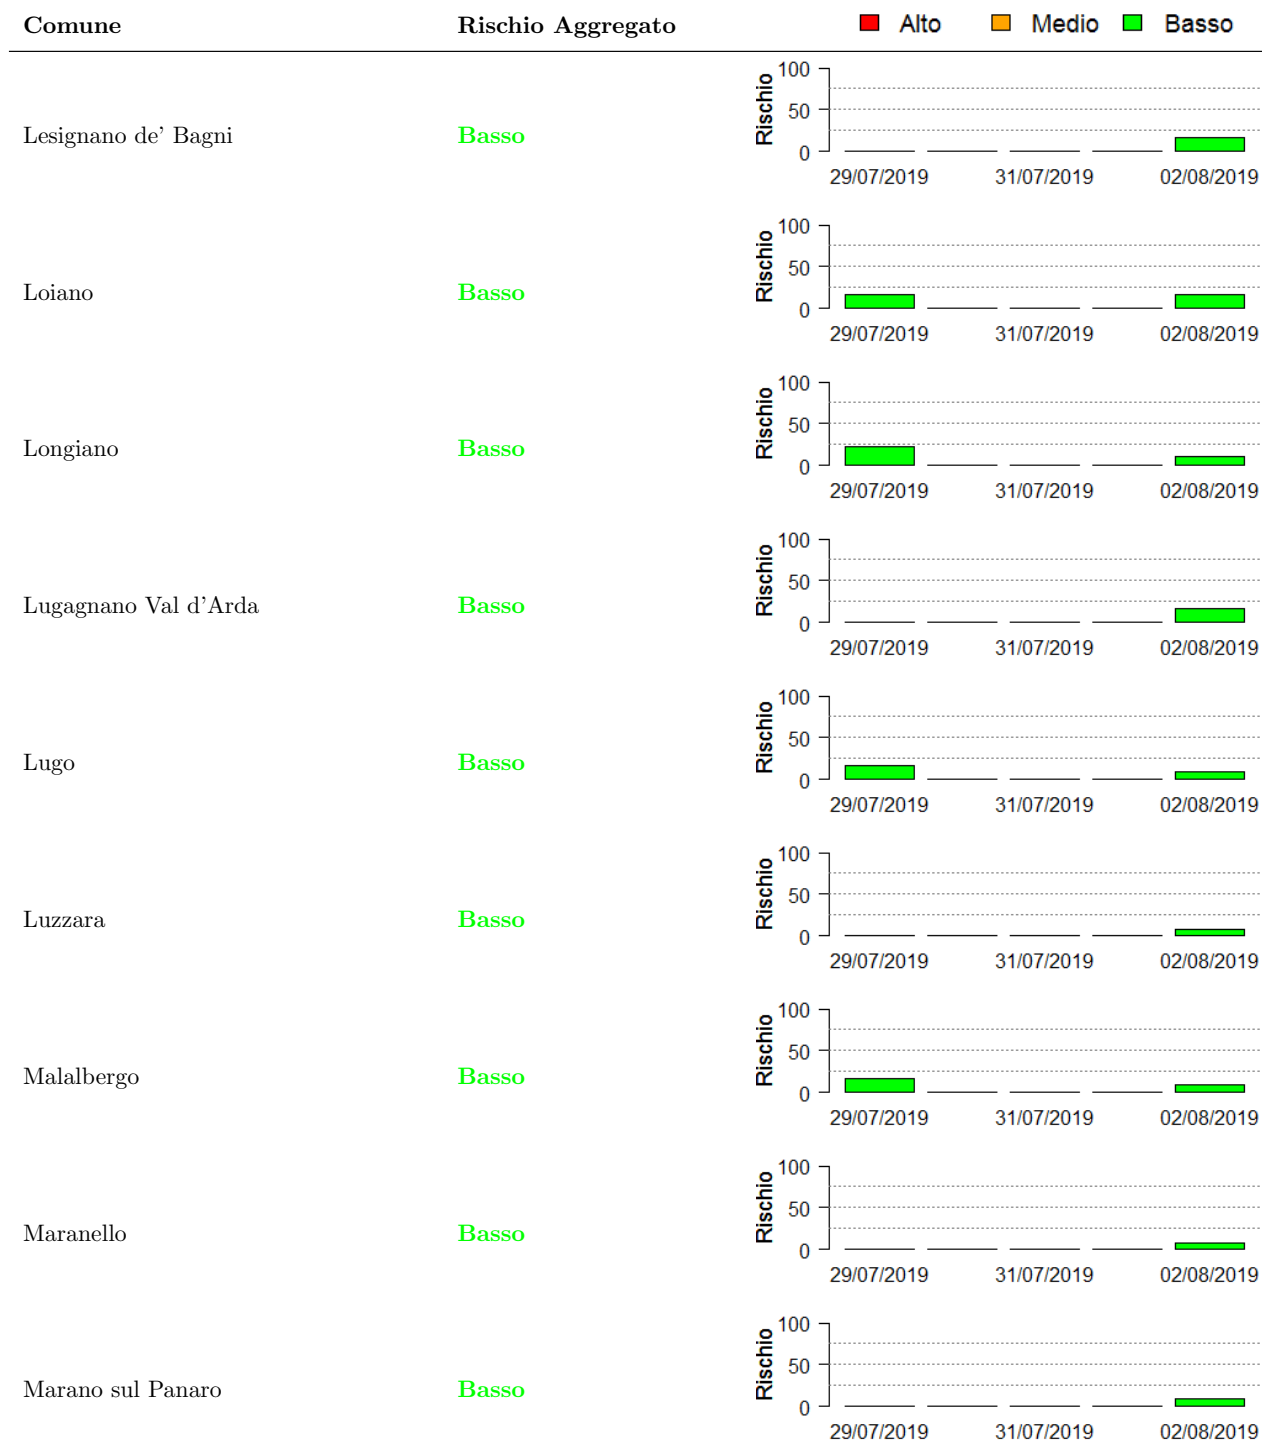 Comune Rischio Aggregato Alto Medio Basso
100
Rischio
50
Lesignano de' Bagni Basso
0
29/07/2019 31/07/2019 02/08/2019
100
Rischio
50
Loiano Basso
0
29/07/2019 31/07/2019 02/08/2019
100
Rischio
50
Longiano Basso
0
29/07/2019 31/07/2019 02/08/2019
100
Rischio
50
Lugagnano Val d'Arda Basso
0
29/07/2019 31/07/2019 02/08/2019
100
Rischio
50
Lugo Basso
0
29/07/2019 31/07/2019 02/08/2019
100
Rischio
50
Luzzara Basso
0
29/07/2019 31/07/2019 02/08/2019
100
Rischio
50
Malalbergo Basso
0
29/07/2019 31/07/2019 02/08/2019
100
Rischio
50
Maranello Basso
0
29/07/2019 31/07/2019 02/08/2019
100
Rischio
50
Marano sul Panaro Basso
0
29/07/2019 31/07/2019 02/08/2019